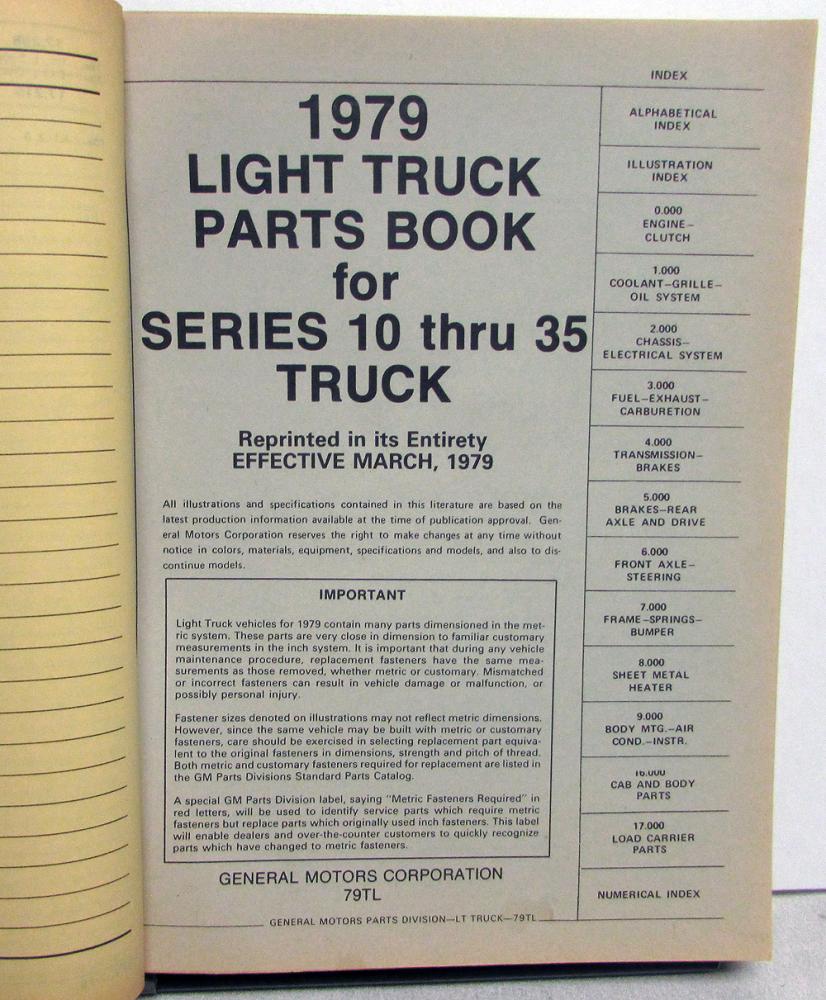 1979
LIGHT TRUCK
PARTS BOOK
for
SERIES 10 thru 35
TRUCK
Reprinted in its Entirety
EFFECTIVE MARCH, 1979
All illustrations and specifications contained in this literature are based on the
latest production information available at the time of publication approval. Gen-
eral Motors Corporation reserves the right to make changes at any time without
notice in colors, materials, equipment, specifications and models, and also to dis-
continue models.
IMPORTANT
Light Truck vehicles for 1979 contain many parts dimensioned in the met-
ric system. These parts are very close in dimension to familiar customary
measurements in the inch system. It is important that during any vehicle
maintenance procedure, replacement fasteners have the same mea-
surements as those removed, whether metric or customary. Mismatched
or incorrect fasteners can result in vehicle damage or malfunction, or
possibly personal injury.
Fastener sizes denoted on illustrations may not reflect metric dimensions.
However, since the same vehicle may be built with metric or customary
fasteners, care should be exercised in selecting replacement part equiva-
lent to the original fasteners in dimensions, strength and pitch of thread.
Both metric and customary fasteners required for replacement are listed in
the GM Parts Divisions Standard Parts Catalog.
A special GM Parts Division label, saying "Metric Fasteners Required" in
red letters, will be used to identify service parts which require metric
fasteners but replace parts which originally used inch fasteners. This label
will enable dealers and over-the-counter customers to quickly recognize
parts which have changed to metric fasteners.
GENERAL MOTORS CORPORATION
79TL
GENERAL MOTORS PARTS DIVISION—LT TRUCK—79TL
INDEX
ALPHABETICAL
INDEX
ILLUSTRATION
INDEX
0.000
ENGINE–
CLUTCH
1.000
COOLANT–GRILLE–
OIL SYSTEM
2.000
CHASSIS–
ELECTRICAL SYSTEM
3.000
FUEL–EXHAUST–
CARBURETION
4.000
TRANSMISSION–
BRAKES
5.000
BRAKES–REAR
AXLE AND DRIVE
6.000
FRONT AXLE–
STEERING
7.000
FRAME–SPRINGS–
BUMPER
8.000
SHEET METAL
HEATER
9.000
BODY MTG.–AIR
COND.–INSTR.
16.000
CAB AND BODY
PARTS
17.000
LOAD CARRIER
PARTS
NUMERICAL INDEX